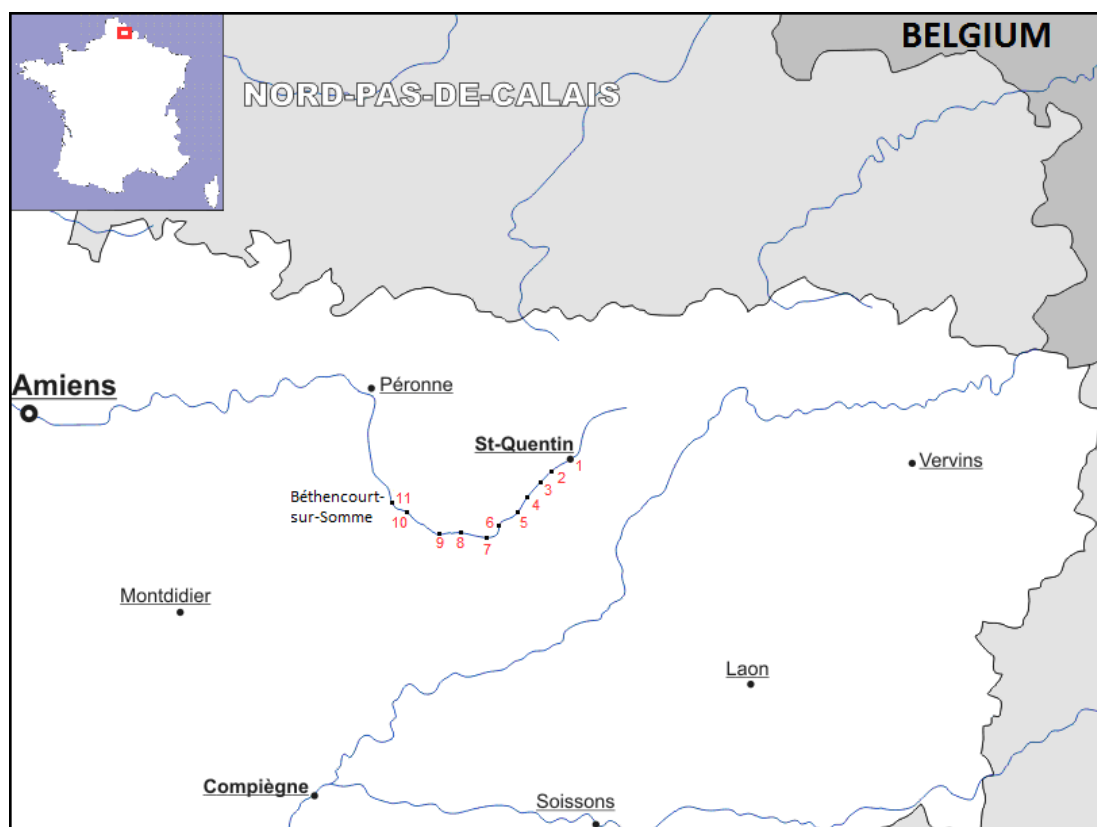 BELGIUM
NORD-PAS-DE-CALAIS
Amiens
Péronne
St-Quentin
1
2
3
4
5
6
7
8
9
10
11
Béthencourt-
sur-Somme
Vervins
Montdidier
Laon
Compiègne
Soissons